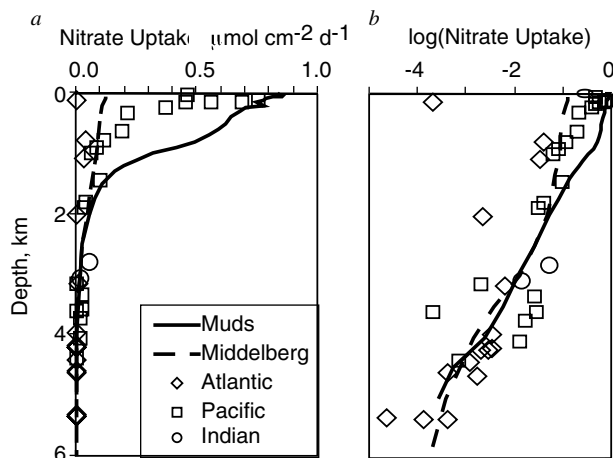 a
Nitrate Uptake μmol cm-2 d-1
0.0 0.5 1.0
0
2
4
6
Depth, km
Muds
Middelberg
Atlantic
Pacific
Indian
b
log(Nitrate Uptake)
-4 -2 0